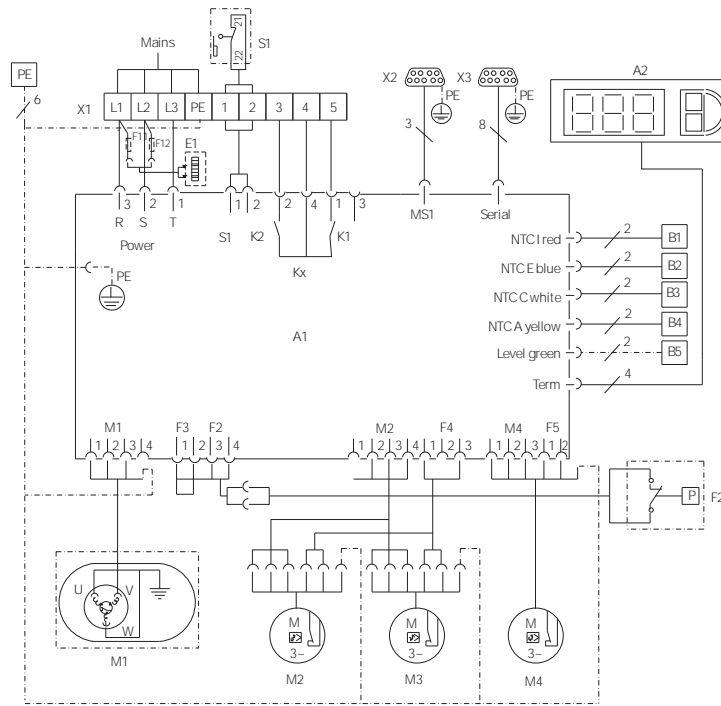 21
S1
22
Mains
PE
6
X1
L1
L2
L3
PE
1
2
3
4
5
X2
X3
PE
PE
3
8
A2
F11
F12
E1
3
2
1
R
S
T
Power
1
2
S1
2
4
1
3
K2
K1
Kx
MS1
Serial
NTC I red
2
B1
NTC E blue
2
B2
NTC C white
2
B3
NTC A yellow
2
B4
Level green
2
B5
Term
4
PE
A1
M1
1
2
3
4
F3
F2
1
2
3
4
M2
F4
1
2
3
4
1
2
3
M4
F5
1
2
3
1
2
P
F2
U
V
W
M1
M
3~
M2
M
3~
M3
M
3~
M4